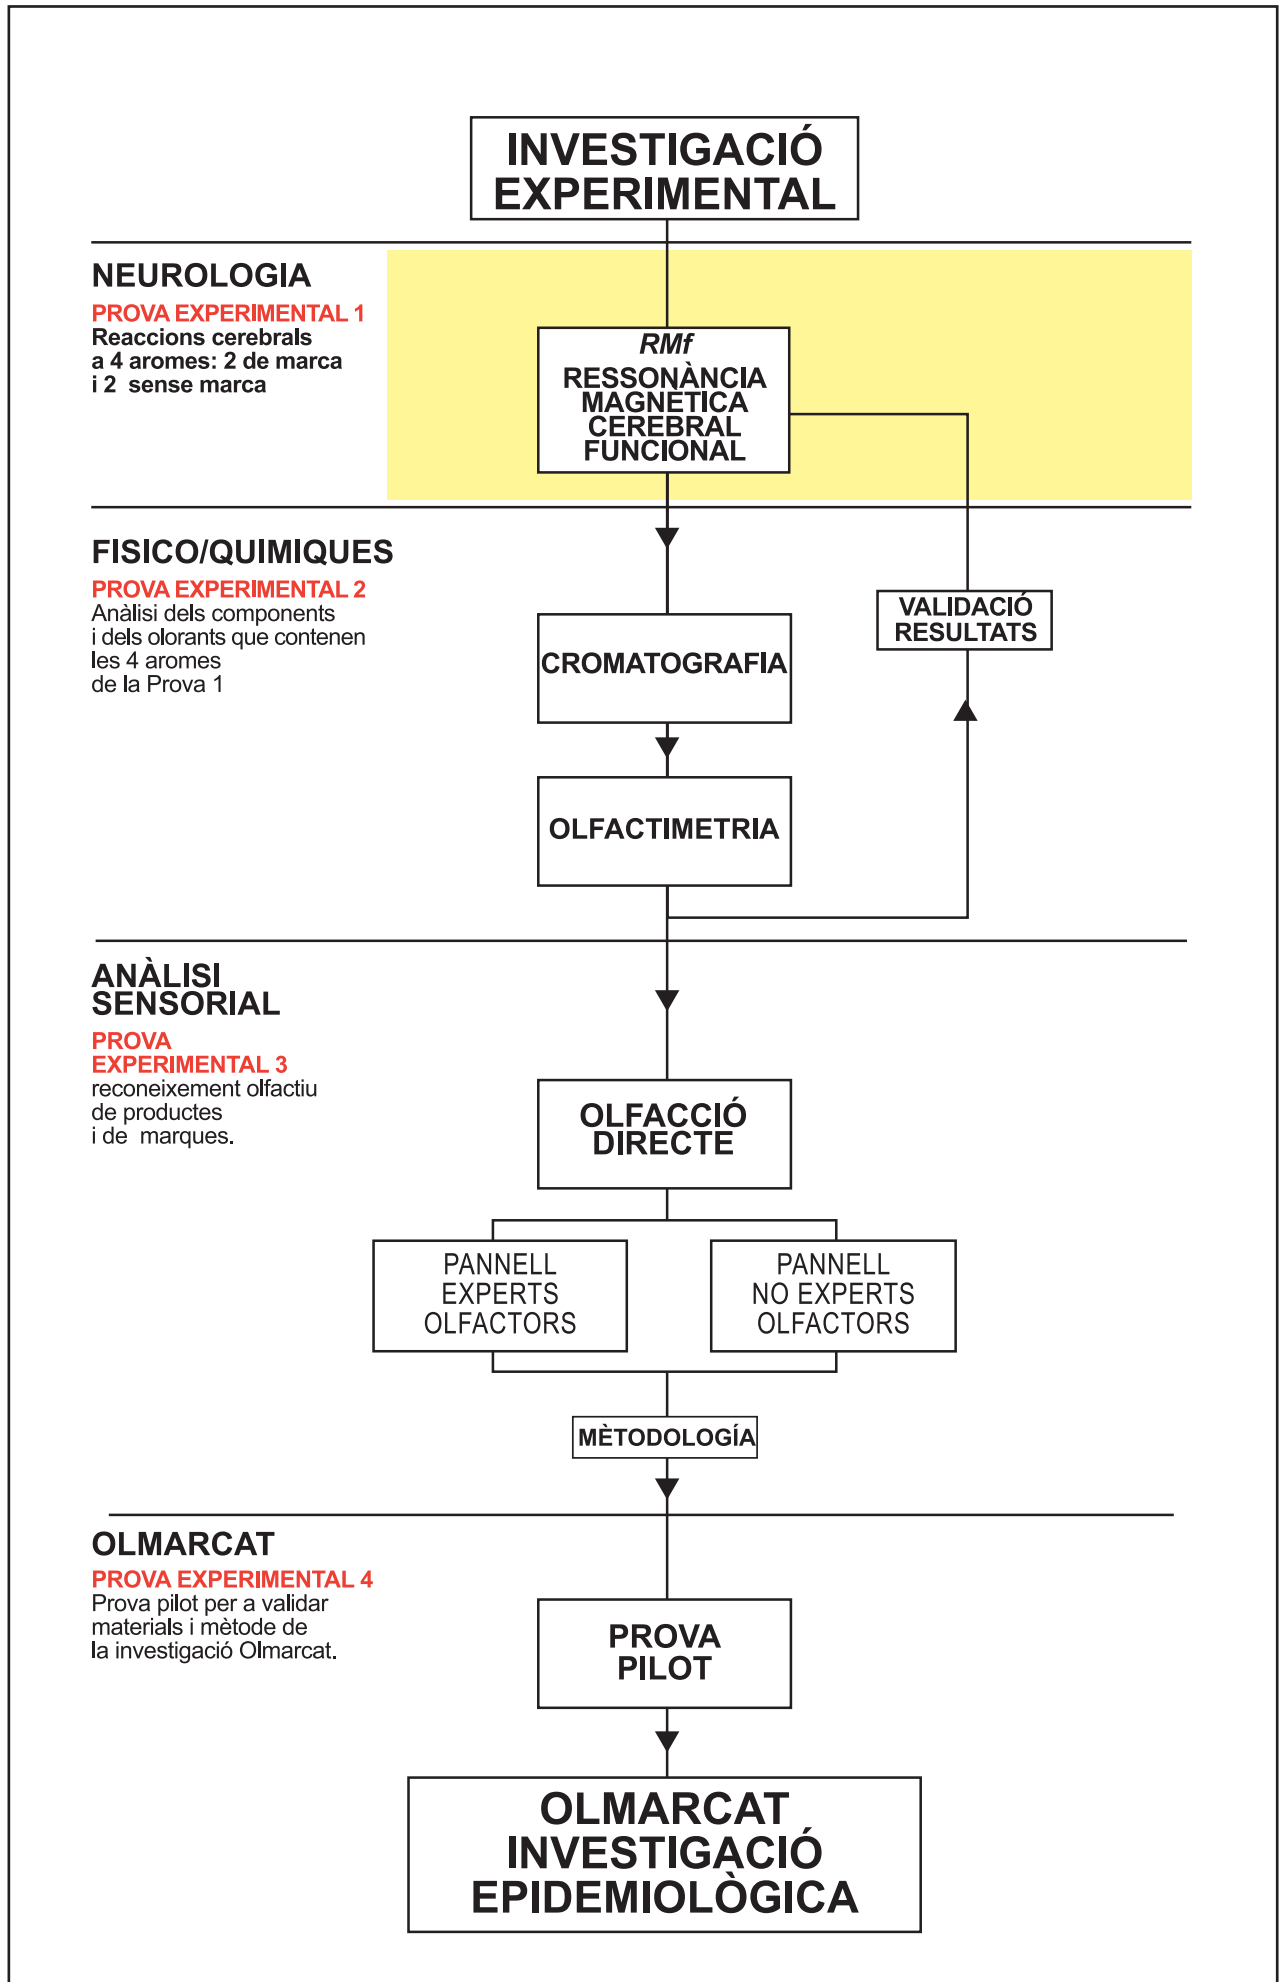 INVESTIGACIÓ
EXPERIMENTAL
NEUROLOGIA
PROVA EXPERIMENTAL 1
Reaccions cerebrals
a 4 aromes: 2 de marca
i 2 sense marca
RMf
RESSONÀNCIA
MAGNÈTICA
CEREBRAL
FUNCIONAL
FISICO/QUIMIQUES
PROVA EXPERIMENTAL 2
Anàlisi dels components
i dels olorants que contenen
les 4 aromes
de la Prova 1
CROMATOGRAFIA
VALIDACIÓ
RESULTATS
OLFACTIMETRIA
ANÀLISI
SENSORIAL
PROVA
EXPERIMENTAL 3
reconeixement olfactiu
de productes
i de marques.
OLFACCIÓ
DIRECTE
PANNELL
EXPERTS
OLFACTORS
PANNELL
NO EXPERTS
OLFACTORS
MÈTODOLOGÍA
OLMARCAT
PROVA EXPERIMENTAL 4
Prova pilot per a validar
materials i mètode de
la investigació Olmarcat.
PROVA
PILOT
OLMARCAT
INVESTIGACIÓ
EPIDEMIOLÒGICA